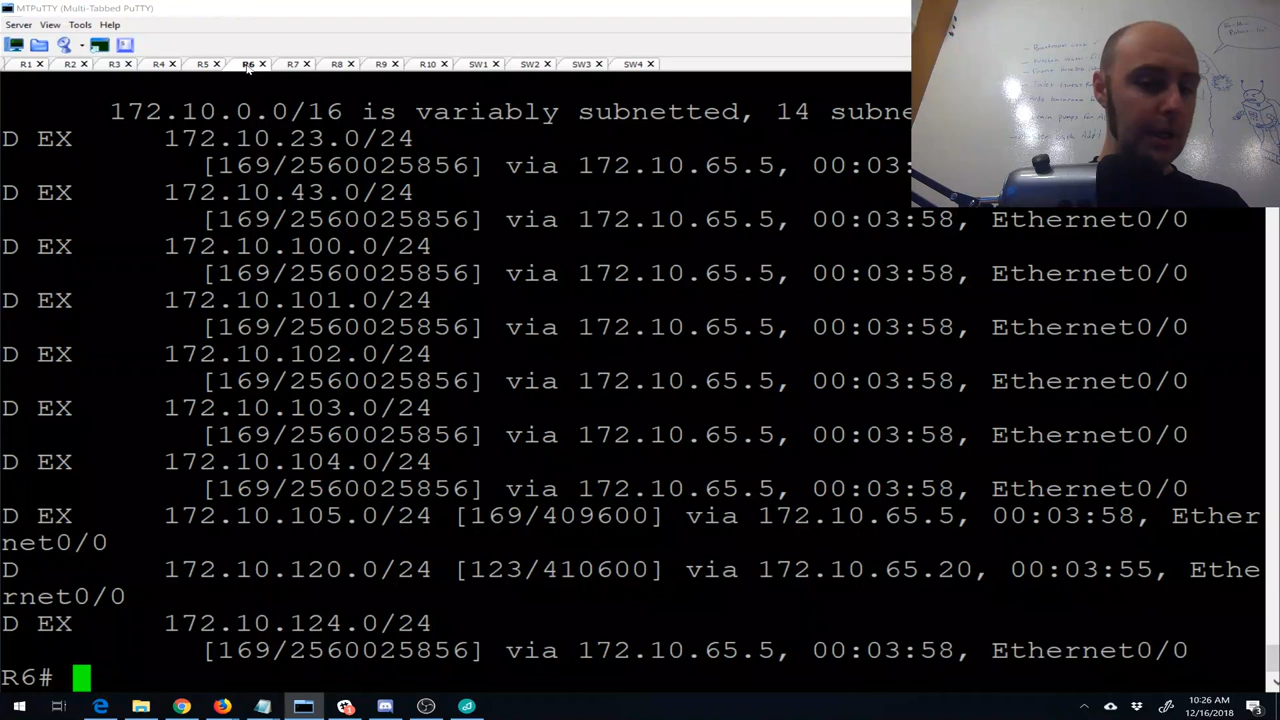 MTPuTTY (Multi-Tabbed PuTTY)
Server View Tools Help
R1 R2 R3 R4 R5 R6 R7 R8 R9 R10 SW1 SW2 SW3 SW4
172.10.0.0/16 is variably subnetted, 14 subne
D EX 172.10.23.0/24
[169/2560025856] via 172.10.65.5, 00:03:
D EX 172.10.43.0/24
[169/2560025856] via 172.10.65.5, 00:03:58, Ethernet0/0
D EX 172.10.100.0/24
[169/2560025856] via 172.10.65.5, 00:03:58, Ethernet0/0
D EX 172.10.101.0/24
[169/2560025856] via 172.10.65.5, 00:03:58, Ethernet0/0
D EX 172.10.102.0/24
[169/2560025856] via 172.10.65.5, 00:03:58, Ethernet0/0
D EX 172.10.103.0/24
[169/2560025856] via 172.10.65.5, 00:03:58, Ethernet0/0
D EX 172.10.104.0/24
[169/2560025856] via 172.10.65.5, 00:03:58, Ethernet0/0
D EX 172.10.105.0/24 [169/409600] via 172.10.65.5, 00:03:58, Ether
net0/0
D 172.10.120.0/24 [123/410600] via 172.10.65.20, 00:03:55, Ethe
rnet0/0
D EX 172.10.124.0/24
[169/2560025856] via 172.10.65.5, 00:03:58, Ethernet0/0
R6#
10:26 AM
12/16/2018
3